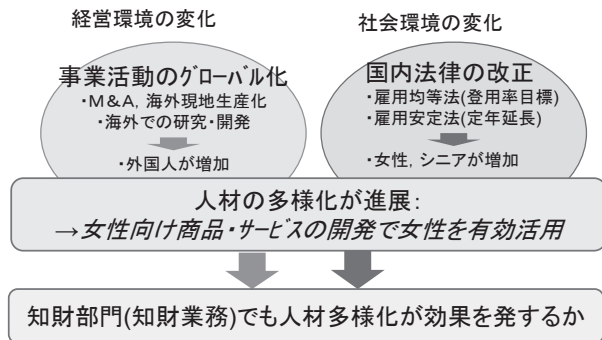 経営環境の変化
社会環境の変化
事業活動のｸﾞﾛｰﾊﾞﾙ化
・M&A, 海外現地生産化
・海外での研究・開発
・外国人が増加
国内法律の改正
・雇用均等法(登用率目標)
・雇用安定法(定年延長)
・女性, シニアが増加
人材の多様化が進展:
→女性向け商品・ｻｰﾋﾞｽの開発で女性を有効活用
知財部門(知財業務)でも人材多様化が効果を発するか